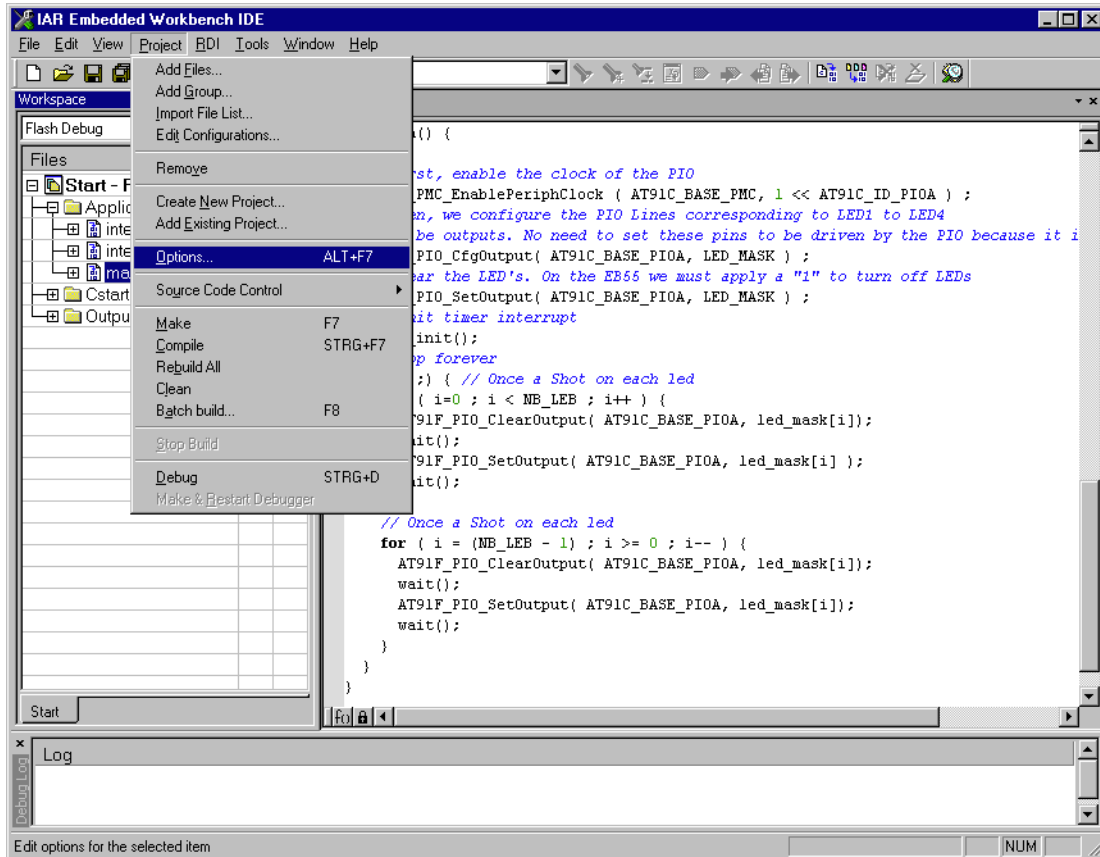 IAR Embedded Workbench IDE
File Edit View Project RDI Tools Window Help
Workspace
Flash Debug
Files
Start - F
Applic
inte
inte
ma
Cstart
Outpu
Start
Add Files...
Add Group...
Import File List...
Edit Configurations...
Remove
Create New Project...
Add Existing Project...
Options... ALT+F7
Source Code Control
Make F7
Compile STRG+F7
Rebuild All
Clean
Batch build... F8
Stop Build
Debug STRG+D
Make & Restart Debugger
() {
st, enable the clock of the PIO
PMC_EnablePeriphClock ( AT91C_BASE_PMC, 1 << AT91C_ID_PIOA ) ;
n, we configure the PIO Lines corresponding to LED1 to LED4
be outputs. No need to set these pins to be driven by the PIO because it i
PIO_CfgOutput( AT91C_BASE_PIOA, LED_MASK ) ;
ar the LED's. On the EB55 we must apply a "1" to turn off LEDs
PIO_SetOutput( AT91C_BASE_PIOA, LED_MASK ) ;
it timer interrupt
init();
p forever
;) { // Once a Shot on each led
( i=0 ; i < NB_LEB ; i++ ) {
T91F_PIO_ClearOutput( AT91C_BASE_PIOA, led_mask[i]);
it();
T91F_PIO_SetOutput( AT91C_BASE_PIOA, led_mask[i] );
it();
// Once a Shot on each led
for ( i = (NB_LEB - 1) ; i >= 0 ; i-- ) {
AT91F_PIO_ClearOutput( AT91C_BASE_PIOA, led_mask[i]);
wait();
AT91F_PIO_SetOutput( AT91C_BASE_PIOA, led_mask[i]);
wait();
}
}
}
fo
Log
Debug Log
Edit options for the selected item NUM